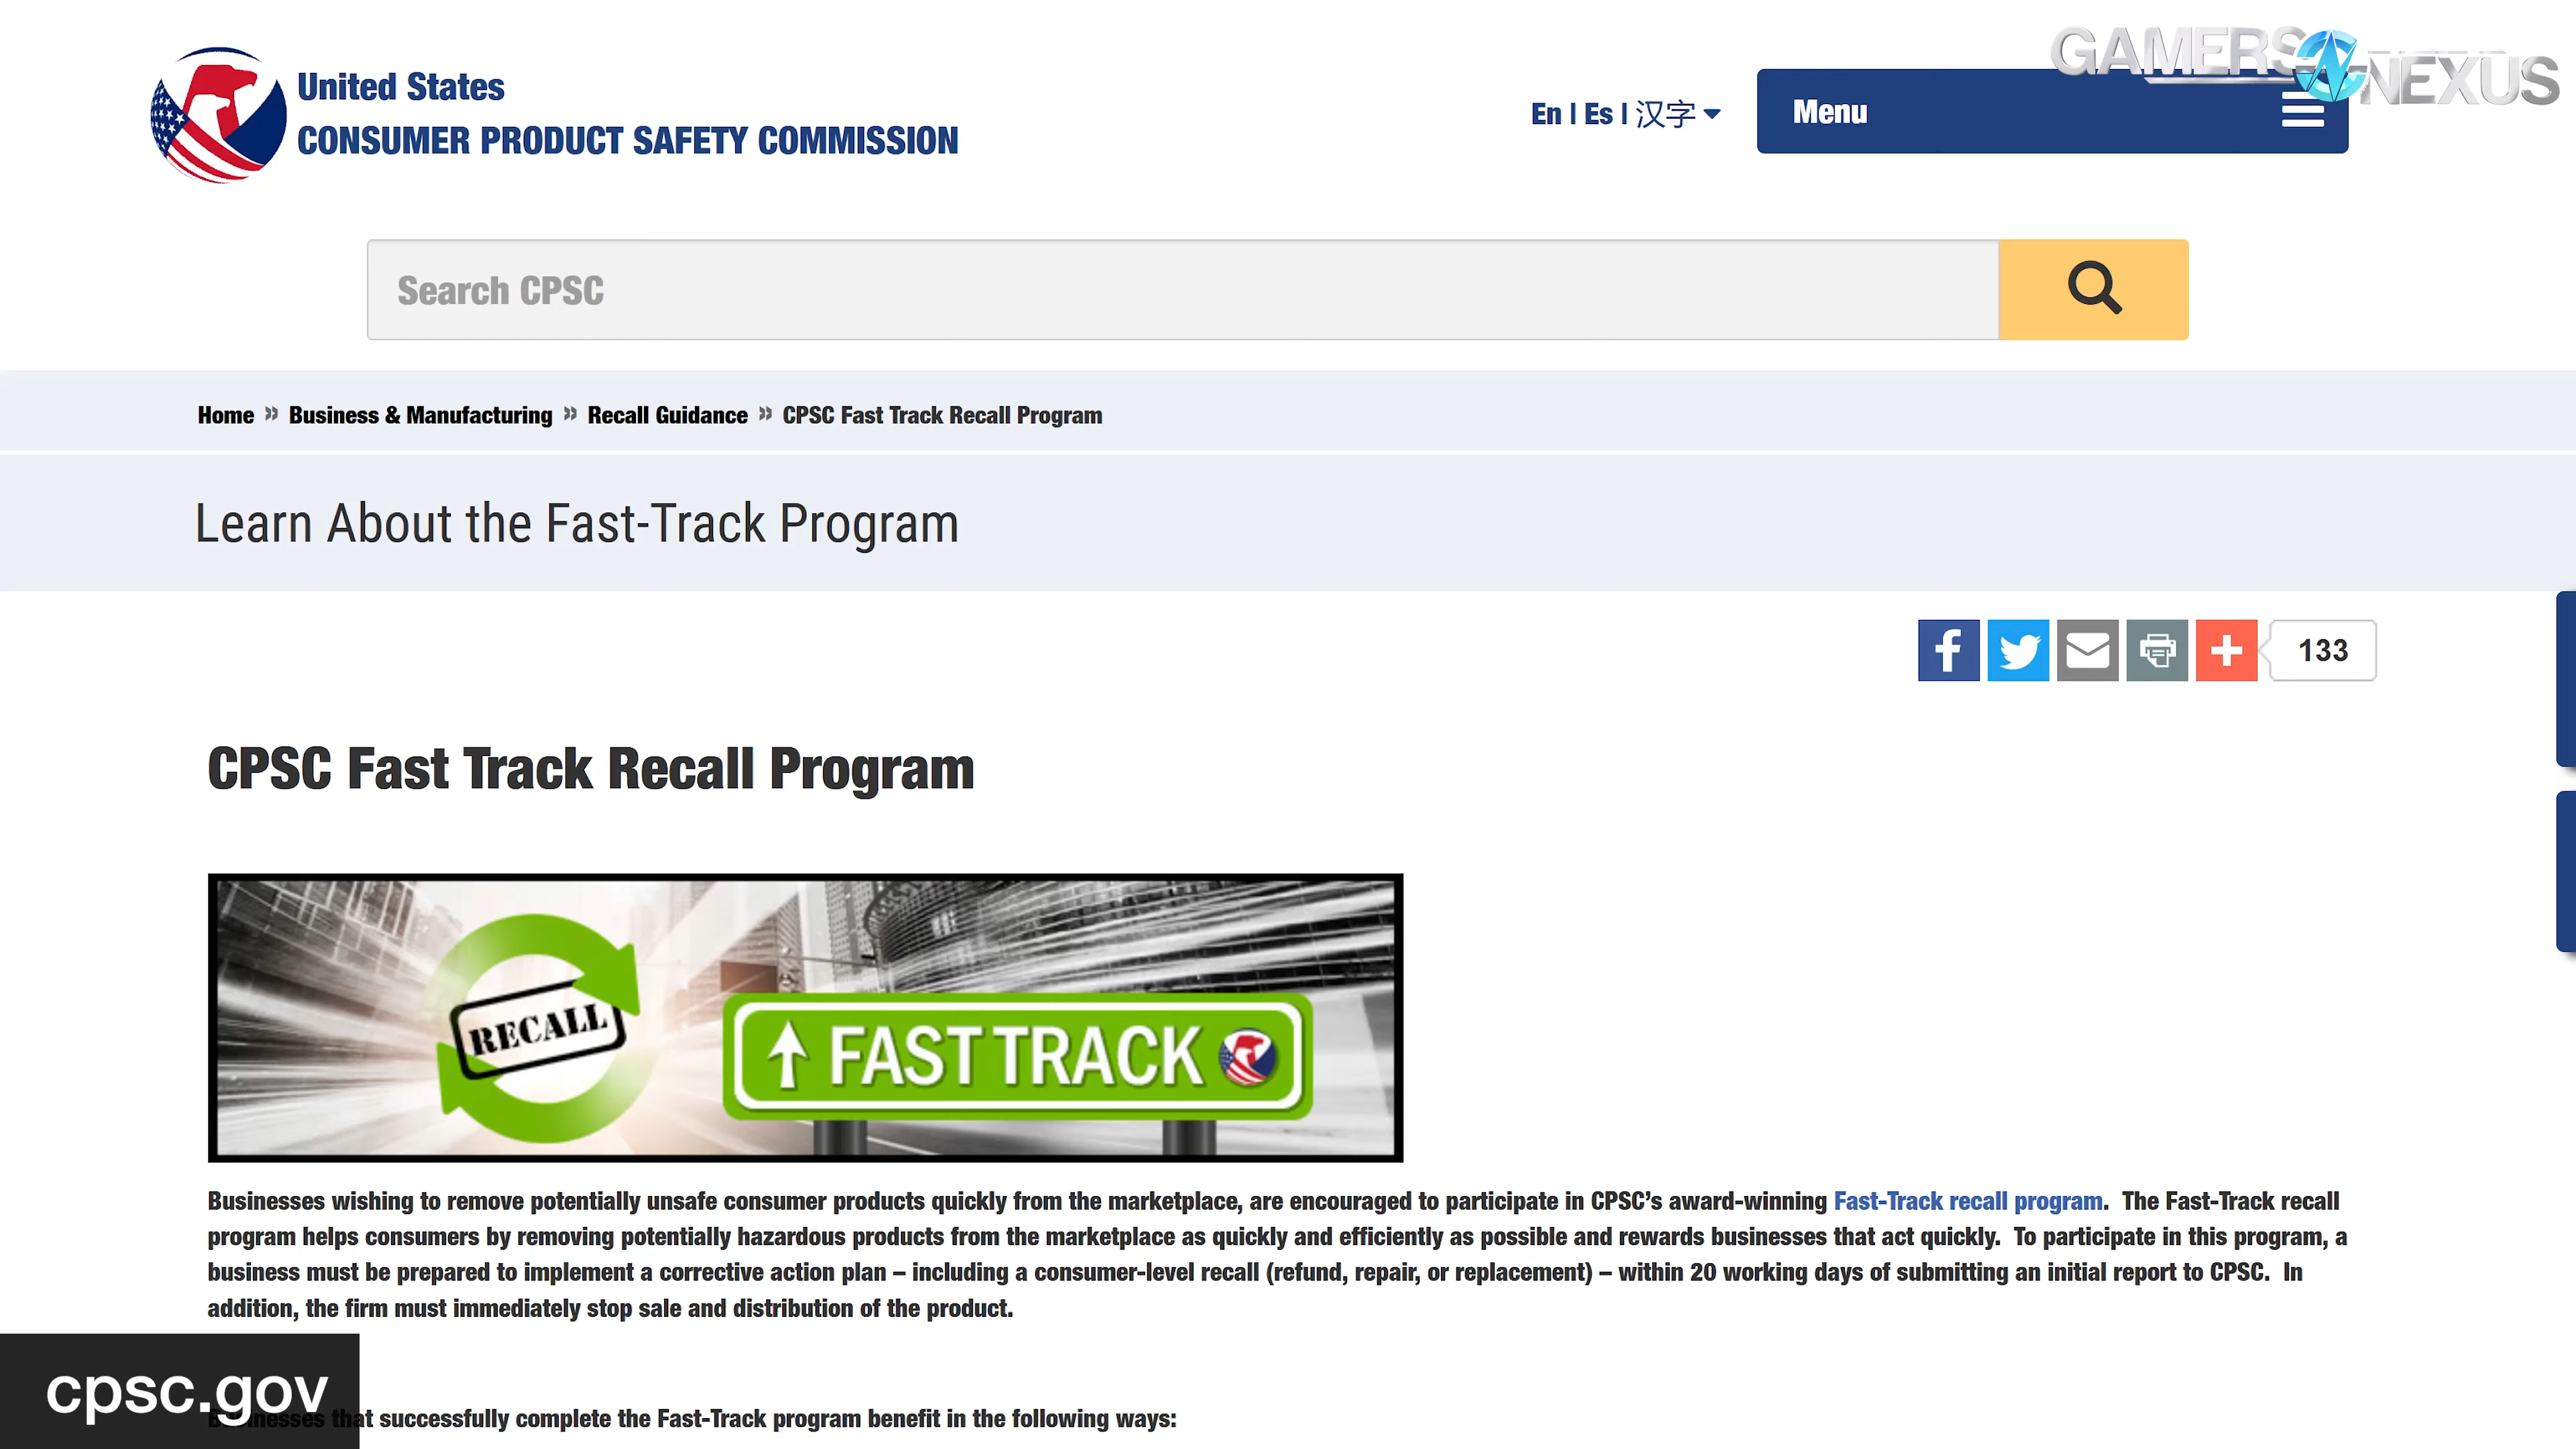 GAMERS NEXUS
United States
CONSUMER PRODUCT SAFETY COMMISSION
En | Es | 汉字
Menu
Search CPSC
Home » Business & Manufacturing » Recall Guidance » CPSC Fast Track Recall Program
Learn About the Fast-Track Program
133
CPSC Fast Track Recall Program
RECALL
FAST TRACK
Businesses wishing to remove potentially unsafe consumer products quickly from the marketplace, are encouraged to participate in CPSC’s award-winning Fast-Track recall program. The Fast-Track recall
program helps consumers by removing potentially hazardous products from the marketplace as quickly and efficiently as possible and rewards businesses that act quickly. To participate in this program, a
business must be prepared to implement a corrective action plan – including a consumer-level recall (refund, repair, or replacement) – within 20 working days of submitting an initial report to CPSC. In
addition, the firm must immediately stop sale and distribution of the product.
cpsc.gov
Businesses that successfully complete the Fast-Track program benefit in the following ways: